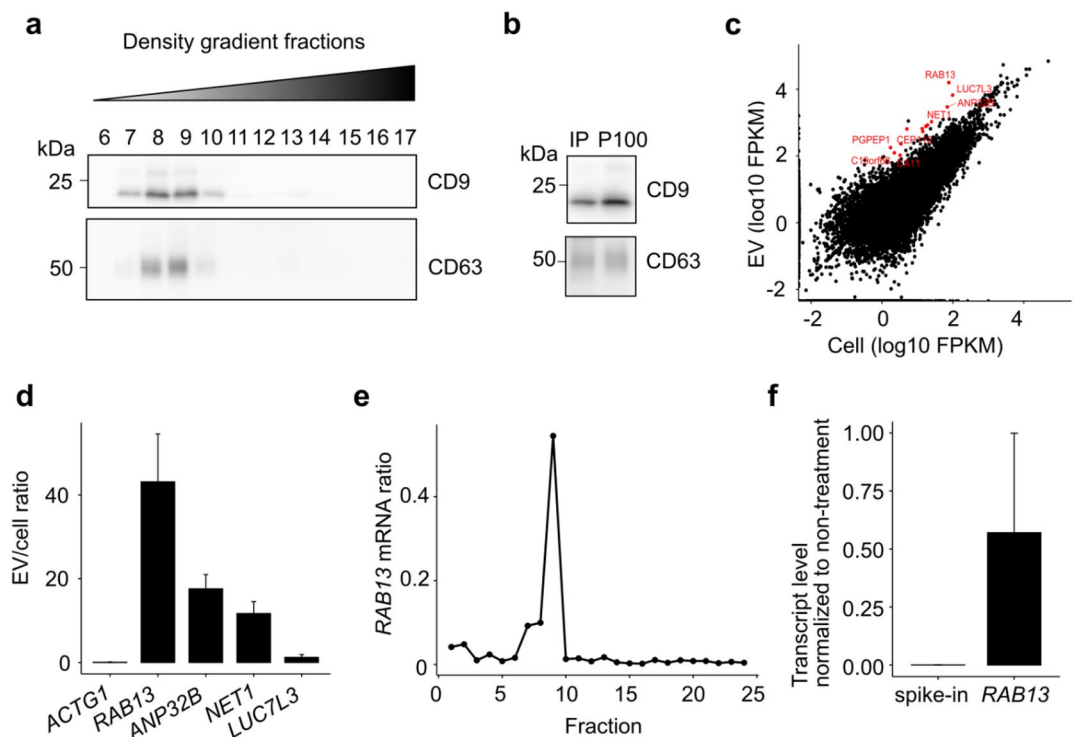 a
Density gradient fractions
6 7 8 9 10 11 12 13 14 15 16 17
kDa
25
CD9
50
CD63
b
IP P100
kDa
25
CD9
50
CD63
c
EV (log10 FPKM)
4
2
0
-2
RAB13
LUC7L3
NET1
PGPEP1
-2 0 2 4
Cell (log10 FPKM)
d
EV/cell ratio
40
20
0
ACTG1
RAB13
ANP32B
NET1
LUC7L3
e
RAB13 mRNA ratio
0.4
0.2
0
0 5 10 15 20 25
Fraction
f
Transcript level
normalized to non-treatment
1.00
0.75
0.50
0.25
0.00
spike-in RAB13